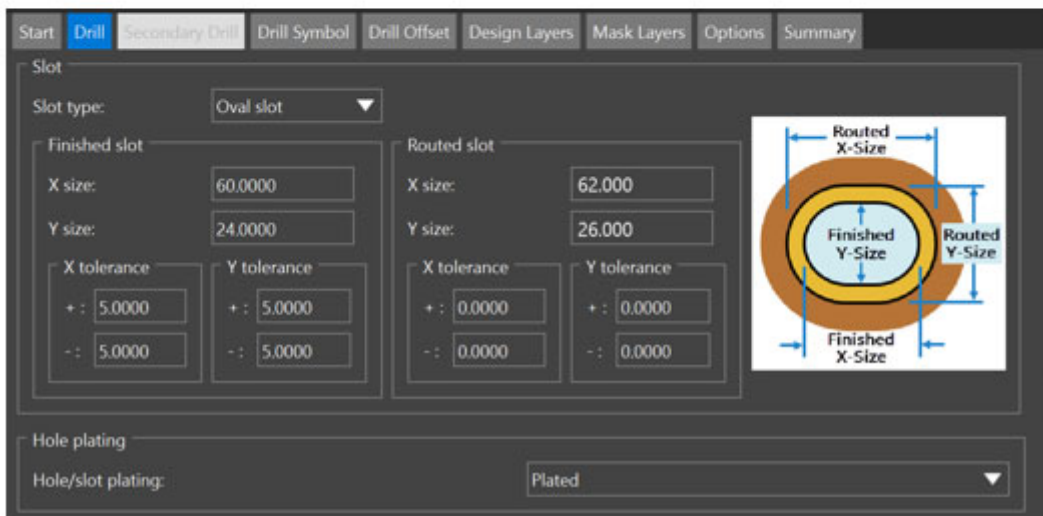 Start Drill Secondary Drill Drill Symbol Drill Offset Design Layers Mask Layers Options Summary
Slot
Slot type: Oval slot
Finished slot
X size: 60.0000
Y size: 24.0000
X tolerance
+ : 5.0000
- : 5.0000
Y tolerance
+ : 5.0000
- : 5.0000
Routed slot
X size: 62.000
Y size: 26.000
X tolerance
+ : 0.0000
- : 0.0000
Y tolerance
+ : 0.0000
- : 0.0000
Routed
X-Size
Finished
Y-Size
Routed
Y-Size
Finished
X-Size
Hole plating
Hole/slot plating: Plated